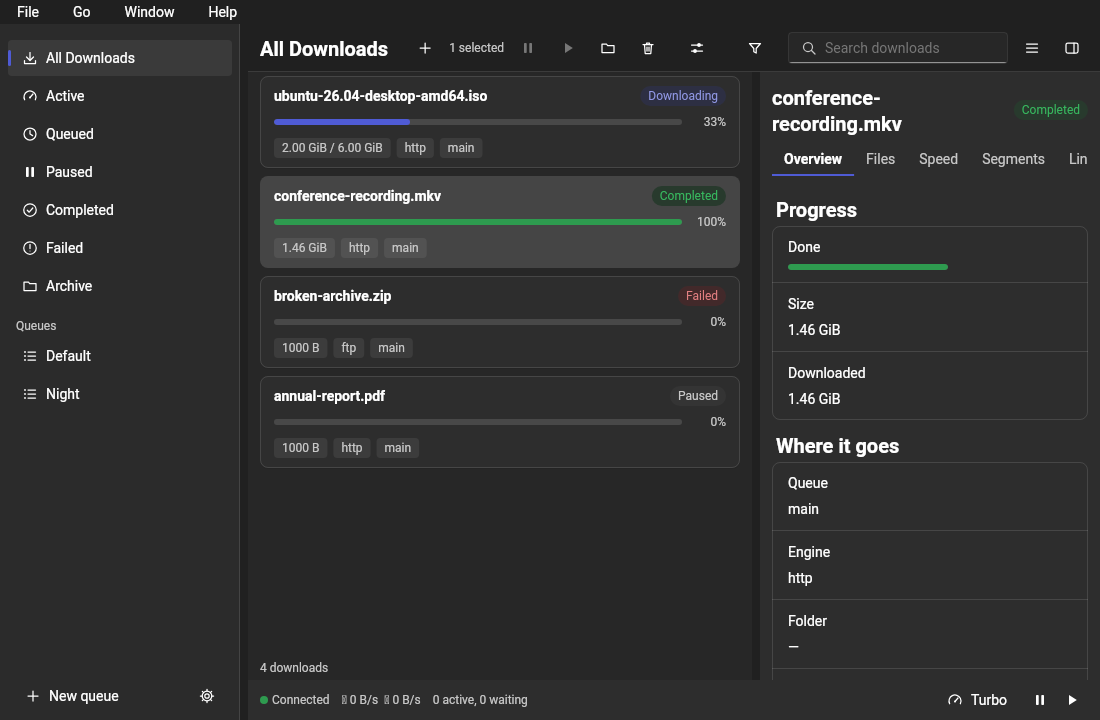 File Go Window Help
All Downloads
Active
Queued
Paused
Completed
Failed
Archive
Queues
Default
Night
New queue
All Downloads
1 selected
Search downloads
ubuntu-26.04-desktop-amd64.iso
Downloading
33%
2.00 GiB / 6.00 GiB http main
conference-recording.mkv
Completed
100%
1.46 GiB http main
broken-archive.zip
Failed
0%
1000 B ftp main
annual-report.pdf
Paused
0%
1000 B http main
4 downloads
conference-
recording.mkv
Completed
Overview Files Speed Segments Lin
Progress
Done
Size
1.46 GiB
Downloaded
1.46 GiB
Where it goes
Queue
main
Engine
http
Folder
—
Connected 0 B/s 0 B/s 0 active, 0 waiting
Turbo